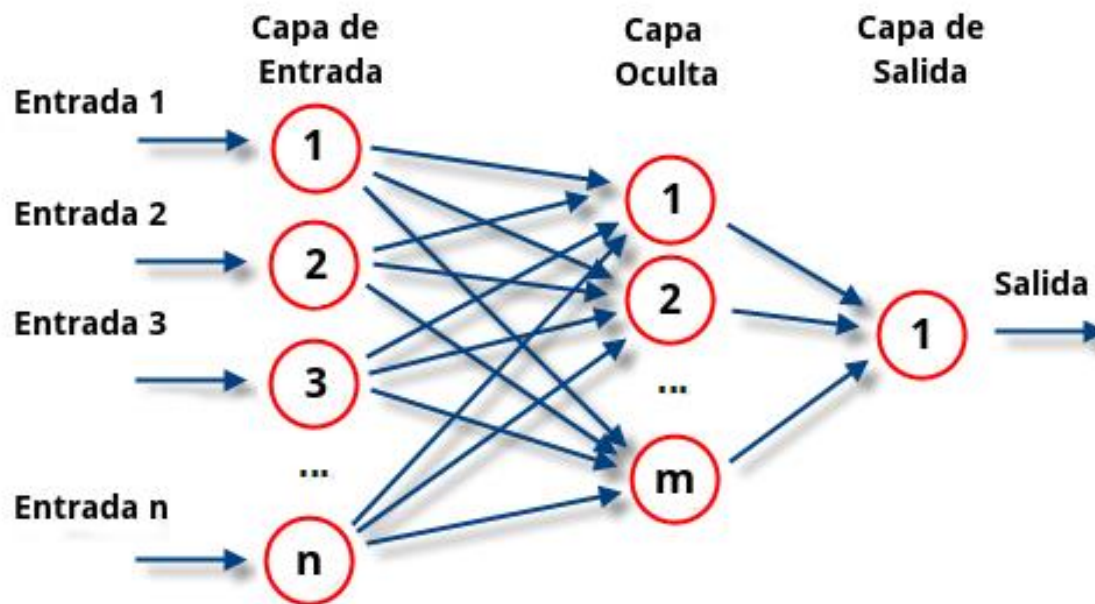 Capa de
Entrada
Capa
Oculta
Capa de
Salida
Entrada 1
1
Entrada 2
2
Entrada 3
3
...
Entrada n
n
1
2
...
m
1
Salida